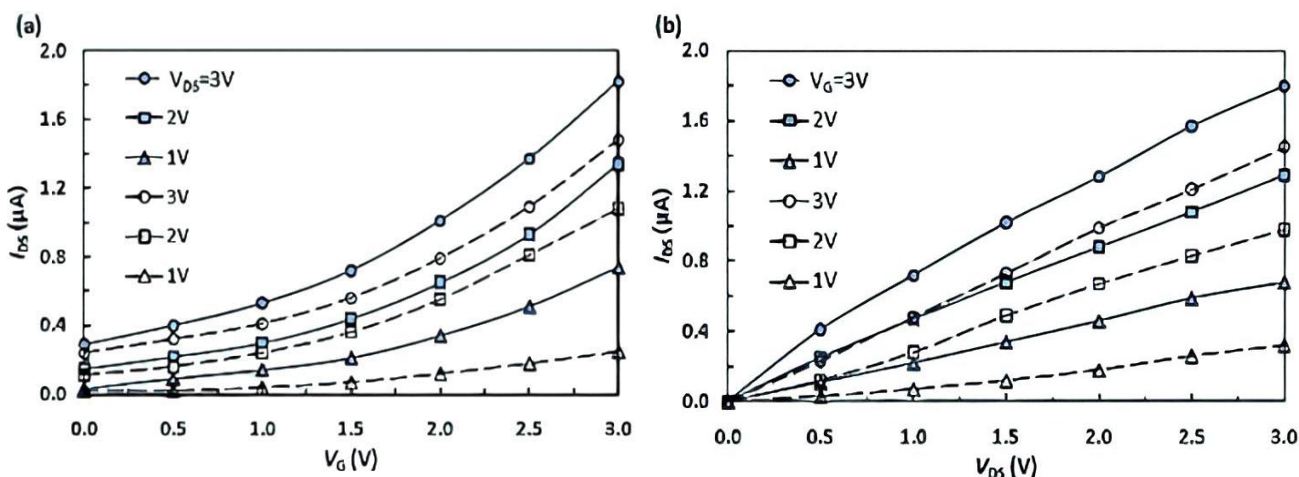 (a)
2.0
1.6
1.2
0.8
0.4
0.0
I_DS (µA)
V_DS=3V
2V
1V
3V
2V
1V
0.0 0.5 1.0 1.5 2.0 2.5 3.0
V_G (V)
(b)
2.0
1.6
1.2
0.8
0.4
0.0
I_DS (µA)
V_G=3V
2V
1V
3V
2V
1V
0.0 0.5 1.0 1.5 2.0 2.5 3.0
V_DS (V)